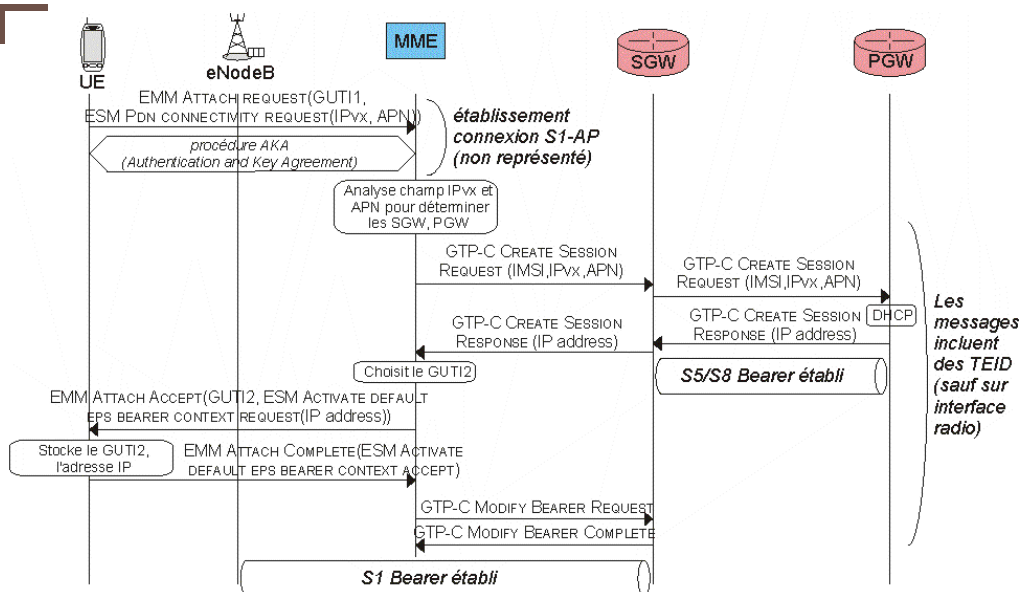 UE
eNodeB
MME
SGW
PGW
EMM ATTACH REQUEST(GUTI1,
ESM PDN CONNECTIVITY REQUEST(IPvx, APN))
établissement
connexion S1-AP
(non représenté)
procédure AKA
(Authentication and Key Agreement)
Analyse champ IPvx et
APN pour déterminer
les SGW, PGW
GTP-C CREATE SESSION
REQUEST (IMSI,IPvx,APN)
GTP-C CREATE SESSION
REQUEST (IMSI,IPvx,APN)
DHCP
GTP-C CREATE SESSION
RESPONSE (IP address)
GTP-C CREATE SESSION
RESPONSE (IP address)
Les
messages
incluent
des TEID
(sauf sur
interface
radio)
Choisit le GUTI2
S5/S8 Bearer établi
EMM ATTACH ACCEPT(GUTI2, ESM ACTIVATE DEFAULT
EPS BEARER CONTEXT REQUEST(IP address))
Stocke le GUTI2,
l'adresse IP
EMM ATTACH COMPLETE(ESM ACTIVATE
DEFAULT EPS BEARER CONTEXT ACCEPT)
GTP-C MODIFY BEARER REQUEST
GTP-C MODIFY BEARER COMPLETE
S1 Bearer établi